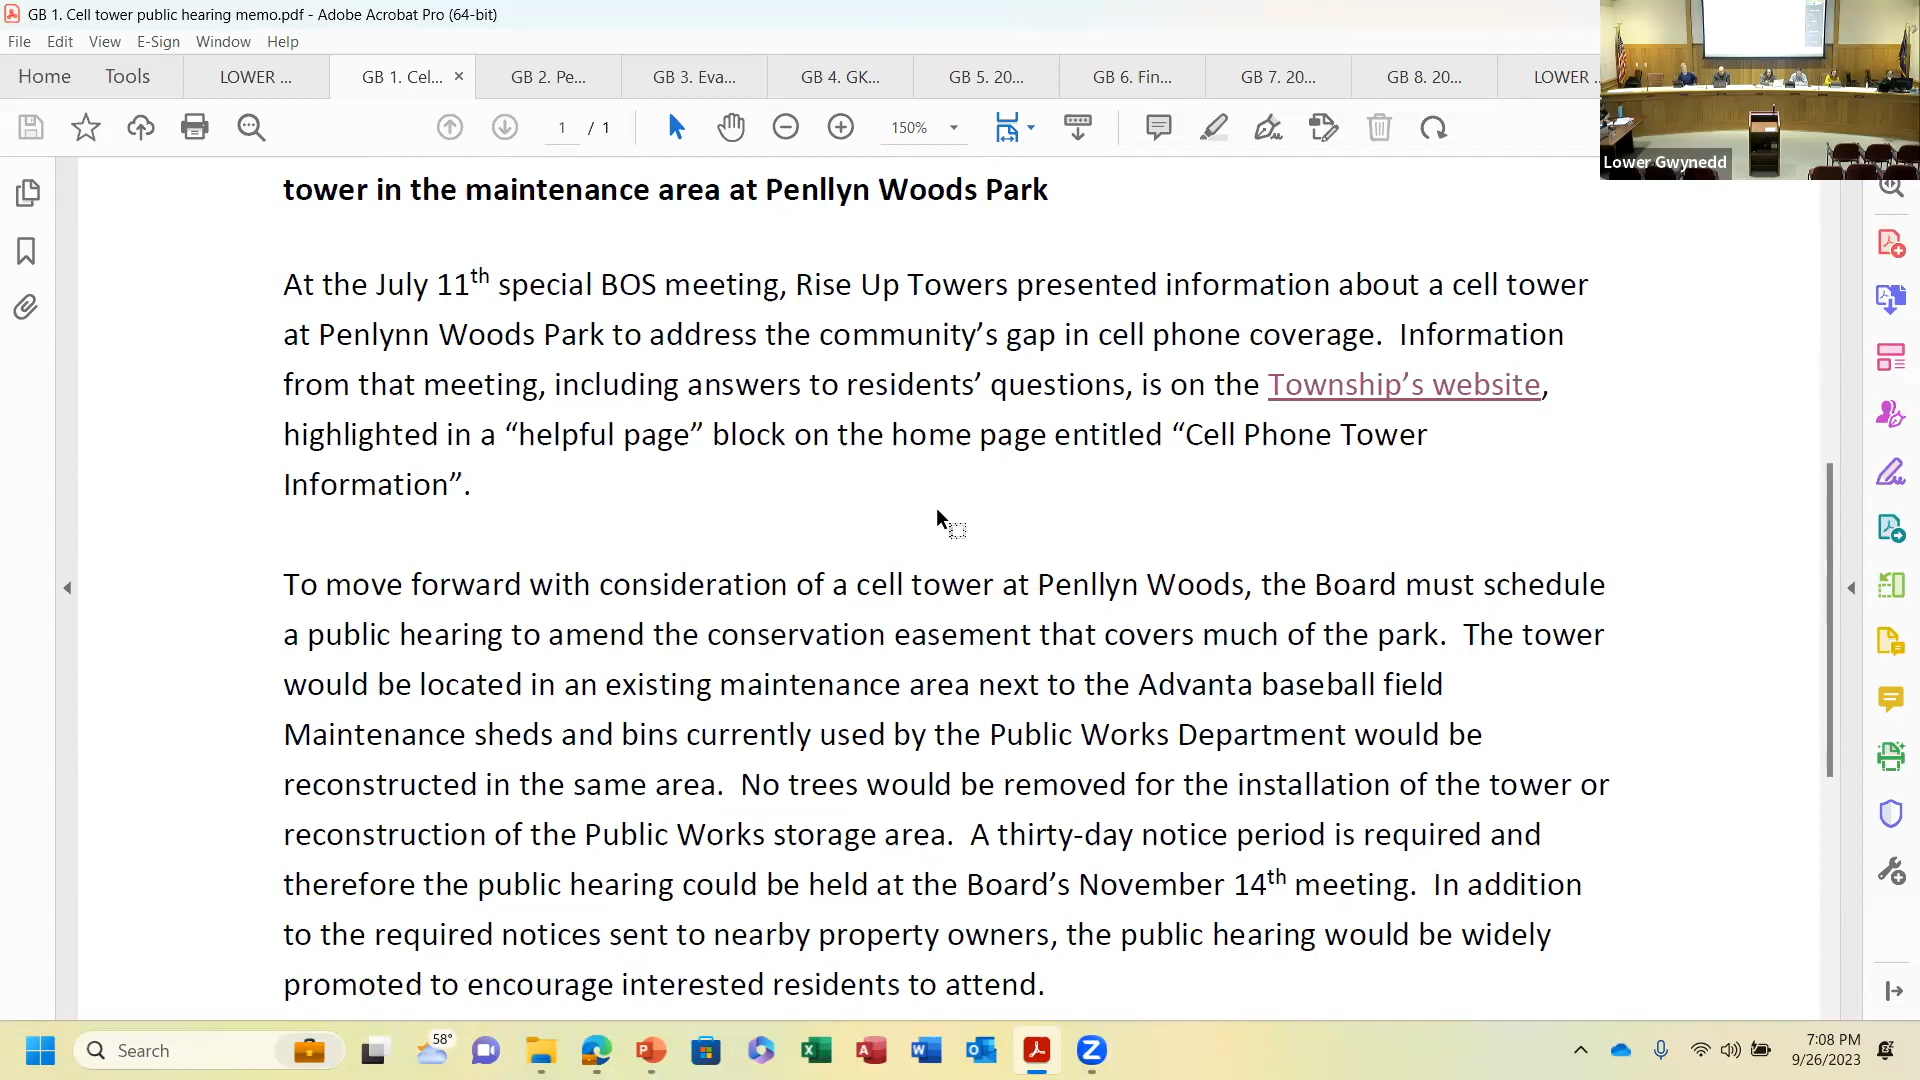 GB 1. Cell tower public hearing memo.pdf - Adobe Acrobat Pro (64-bit)
File Edit View E-Sign Window Help
Home Tools LOWER ... GB 1. Cel... × GB 2. Pe... GB 3. Eva... GB 4. GK... GB 5. 20... GB 6. Fin... GB 7. 20... GB 8. 20... LOWER ..
1 / 1 150%
Lower Gwynedd
tower in the maintenance area at Penllyn Woods Park
At the July 11th special BOS meeting, Rise Up Towers presented information about a cell tower
at Penlynn Woods Park to address the community’s gap in cell phone coverage. Information
from that meeting, including answers to residents’ questions, is on the Township’s website,
highlighted in a “helpful page” block on the home page entitled “Cell Phone Tower
Information”.
To move forward with consideration of a cell tower at Penllyn Woods, the Board must schedule
a public hearing to amend the conservation easement that covers much of the park. The tower
would be located in an existing maintenance area next to the Advanta baseball field
Maintenance sheds and bins currently used by the Public Works Department would be
reconstructed in the same area. No trees would be removed for the installation of the tower or
reconstruction of the Public Works storage area. A thirty-day notice period is required and
therefore the public hearing could be held at the Board’s November 14th meeting. In addition
to the required notices sent to nearby property owners, the public hearing would be widely
promoted to encourage interested residents to attend.
Search 58° 7:08 PM
9/26/2023